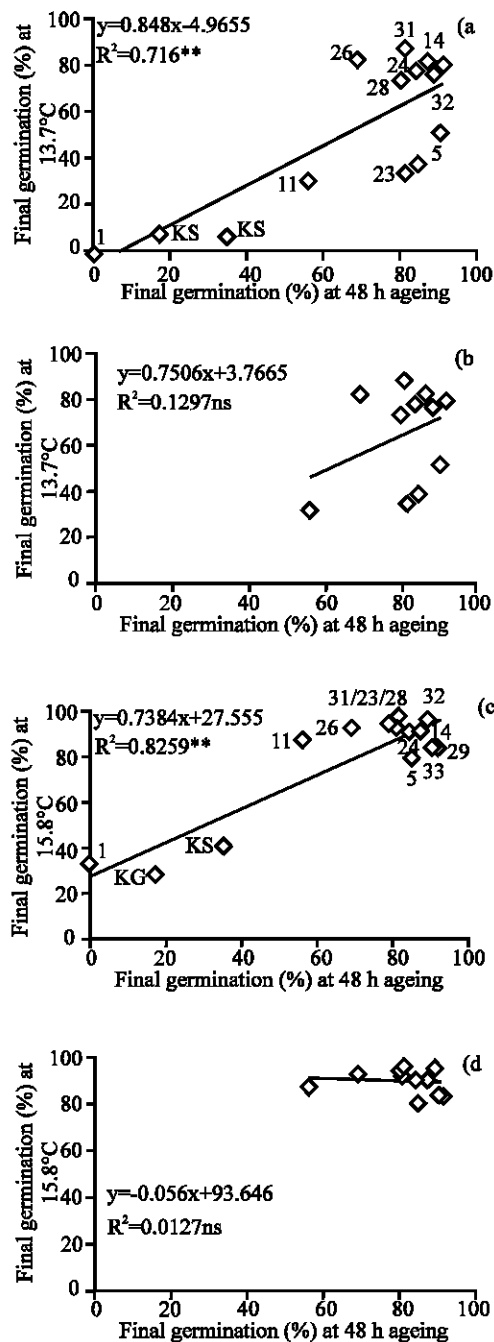 (a
y=0.848x-4.9655
R²=0.716**
Final germination (%) at
13.7°C
100
80
60
40
20
0
31
14
26
24
28
32
5
23
11
1
KS
KS
0 20 40 60 80 100
Final germination (%) at 48 h ageing
(b
y=0.7506x+3.7665
R²=0.1297ns
Final germination (%) at
13.7°C
100
80
60
40
20
0
0 20 40 60 80 100
Final germination (%) at 48 h ageing
(c
y=0.7384x+27.555
R²=0.8259**
Final germination (%) at
15.8°C
100
80
60
40
20
0
31/23/28
32
26
11
14
24
29
5
33
1
KS
KG
0 20 40 60 80 100
Final germination (%) at 48 h ageing
(d
y=-0.056x+93.646
R²=0.0127ns
Final germination (%) at
15.8°C
100
80
60
40
20
0
0 20 40 60 80 100
Final germination (%) at 48 h ageing